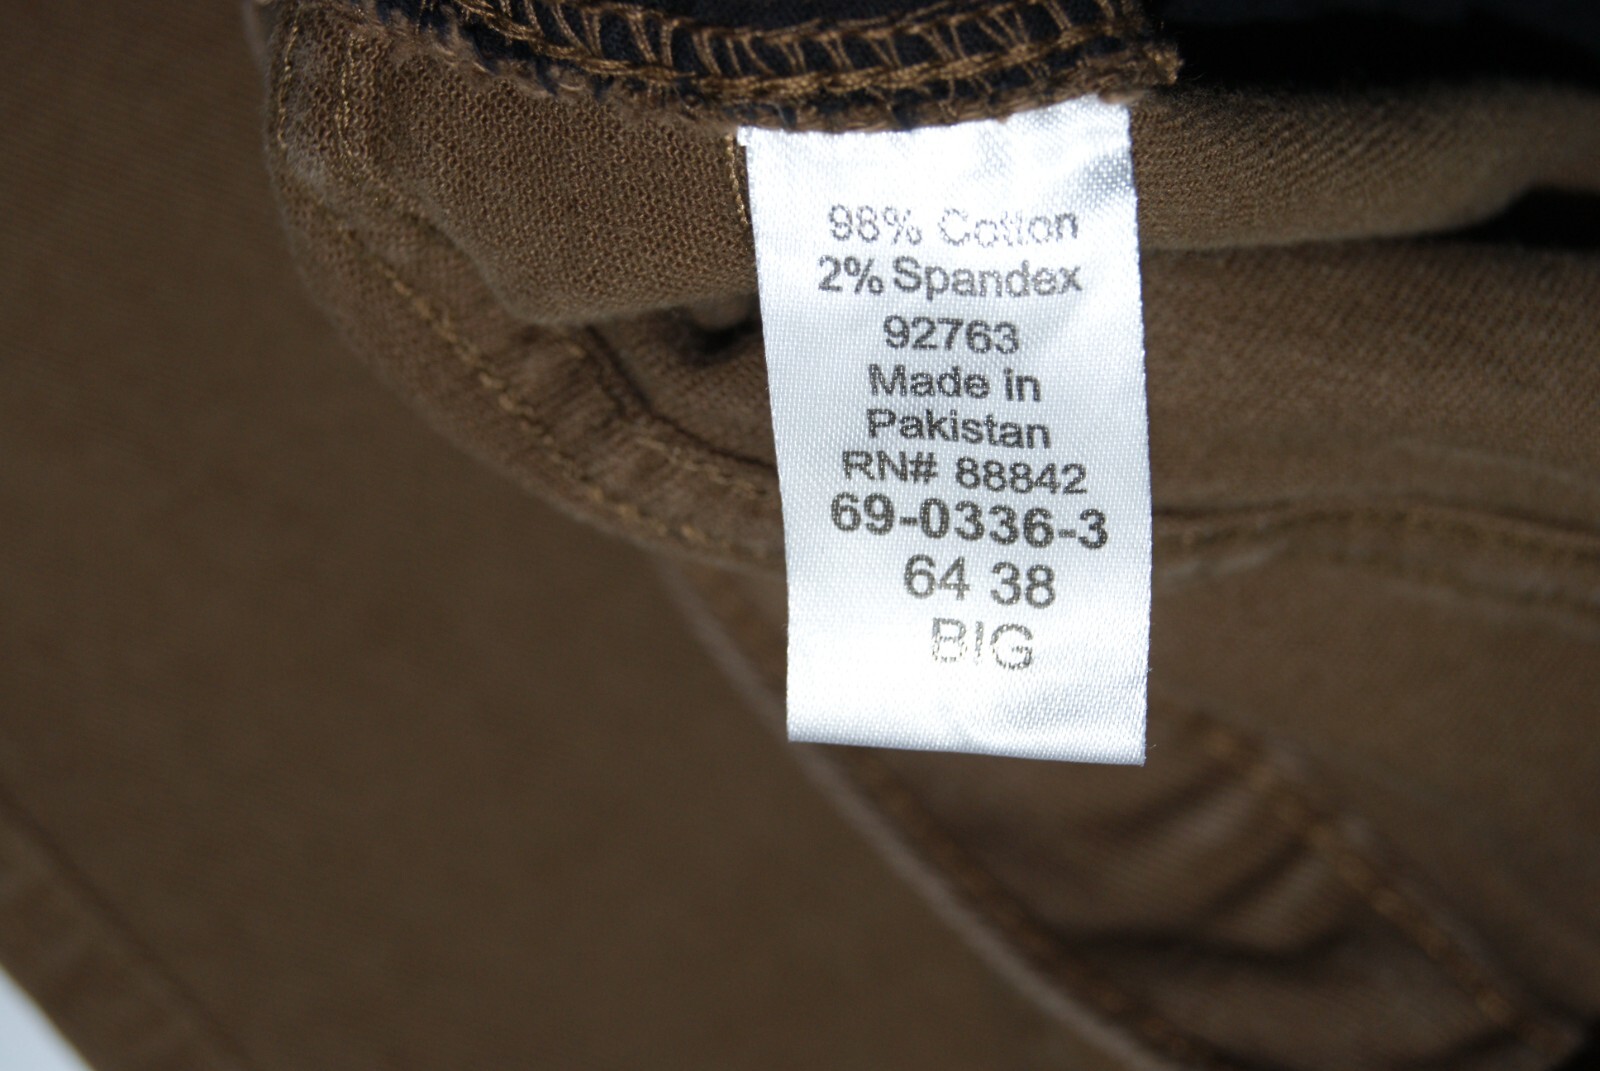 98% Cotton
2% Spandex
92763
Made in
Pakistan
RN# 88842
69-0336-3
64 38
BIG